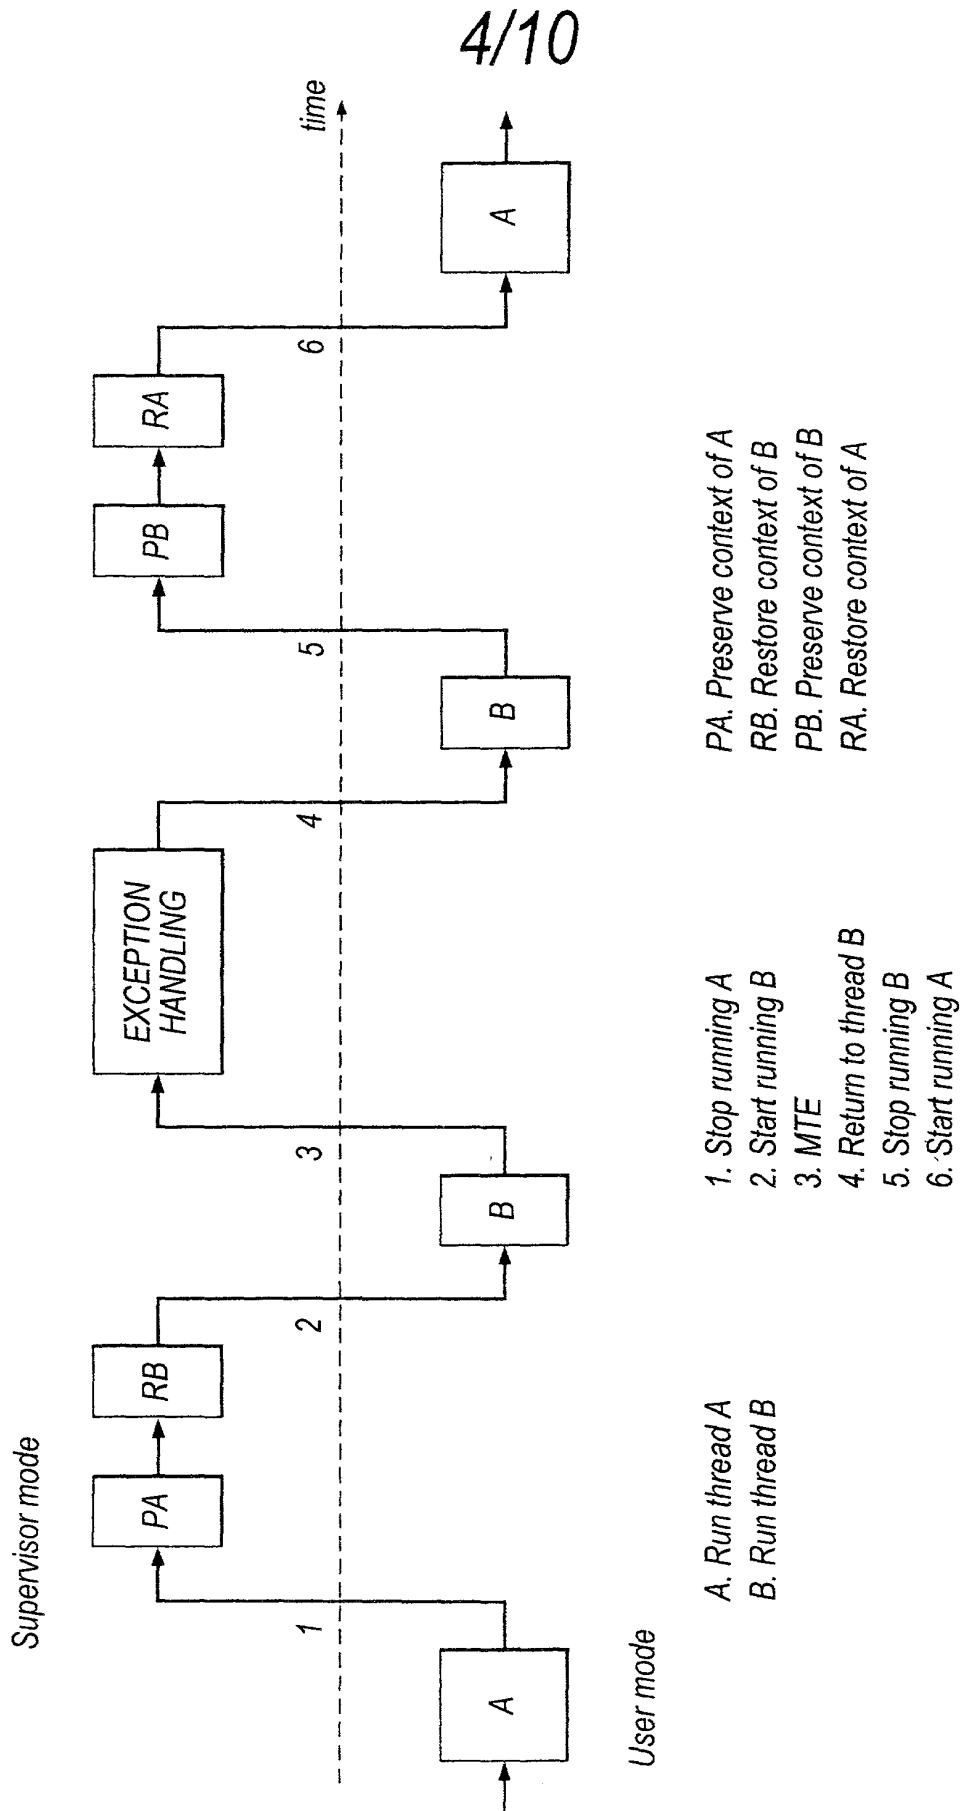 4/10
Supervisor mode
PA
RB
EXCEPTION
HANDLING
PB
RA
1
2
3
4
5
6
time
A
B
B
A
User mode
A. Run thread A
B. Run thread B
1. Stop running A
2. Start running B
3. MTE
4. Return to thread B
5. Stop running B
6. Start running A
PA. Preserve context of A
RB. Restore context of B
PB. Preserve context of B
RA. Restore context of A